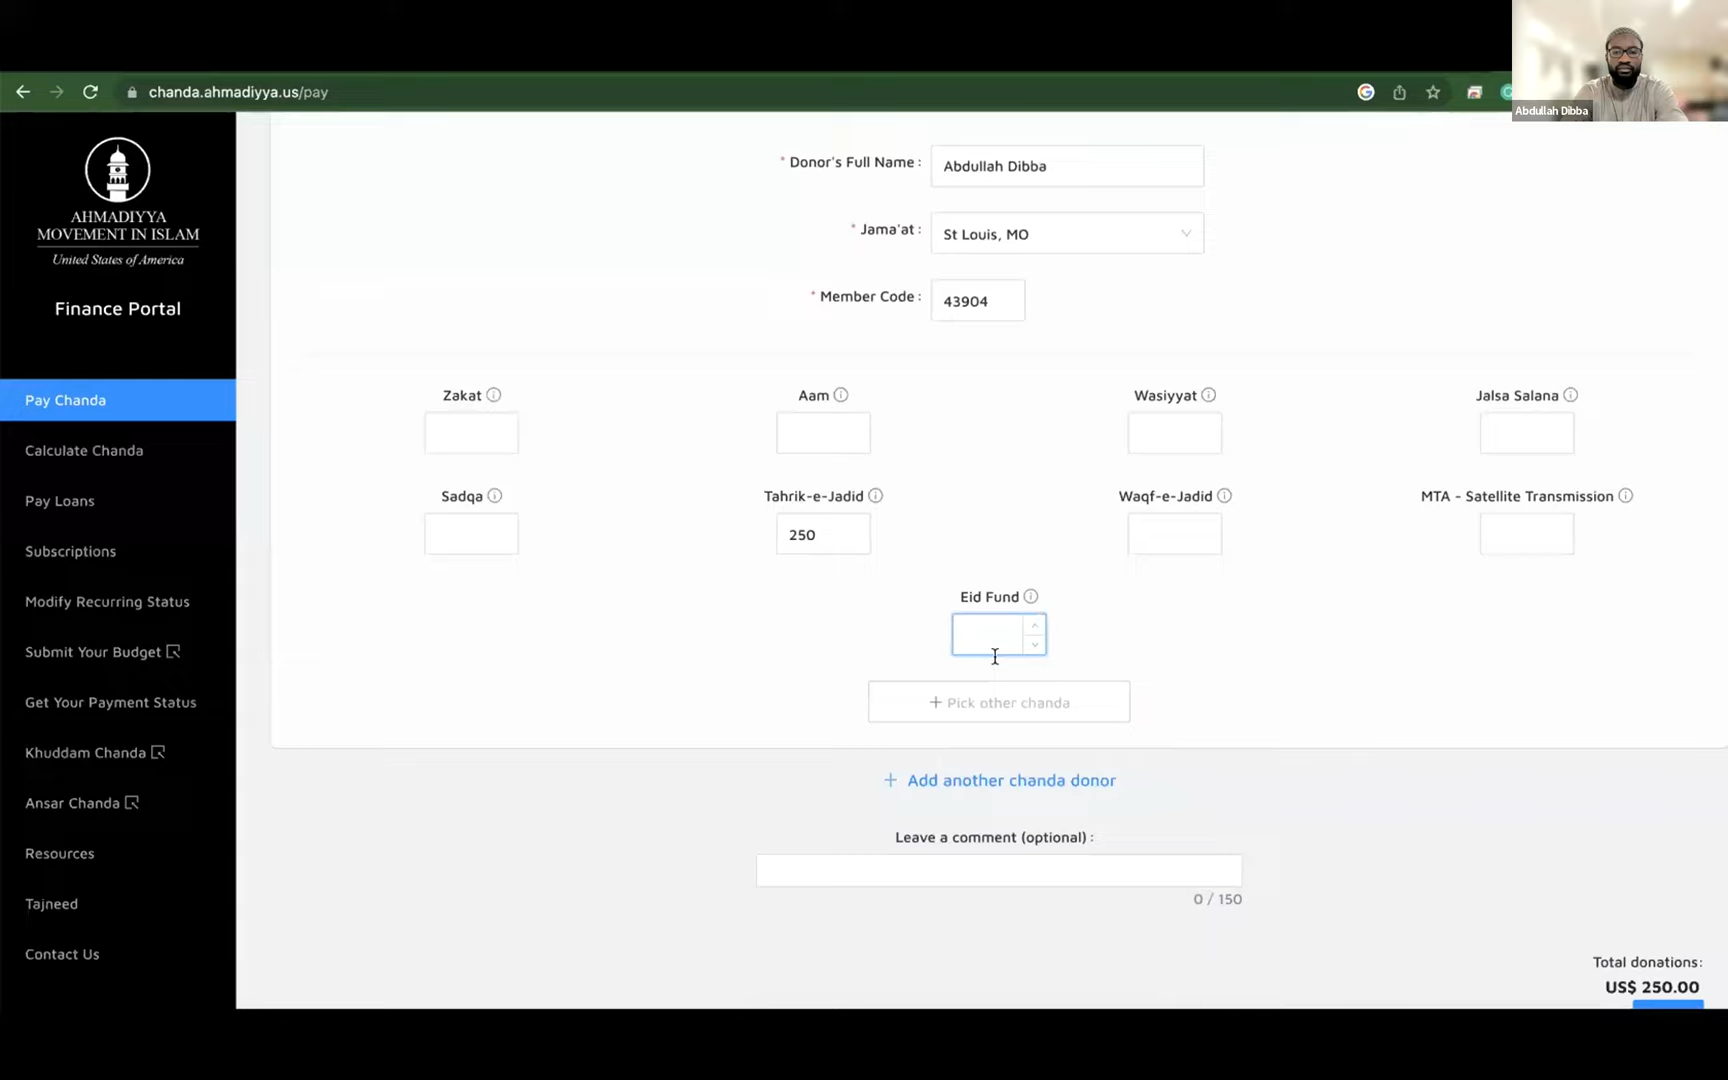 chanda.ahmadiyya.us/pay
Abdullah Dibba
AHMADIYYA
MOVEMENT IN ISLAM
United States of America
Finance Portal
Pay Chanda
Calculate Chanda
Pay Loans
Subscriptions
Modify Recurring Status
Submit Your Budget
Get Your Payment Status
Khuddam Chanda
Ansar Chanda
Resources
Tajneed
Contact Us
* Donor's Full Name :
Abdullah Dibba
* Jama'at :
St Louis, MO
* Member Code :
43904
Zakat
Aam
Wasiyyat
Jalsa Salana
Sadqa
Tahrik-e-Jadid
Waqf-e-Jadid
MTA - Satellite Transmission
250
Eid Fund
+ Pick other chanda
+ Add another chanda donor
Leave a comment (optional) :
0 / 150
Total donations:
US$ 250.00